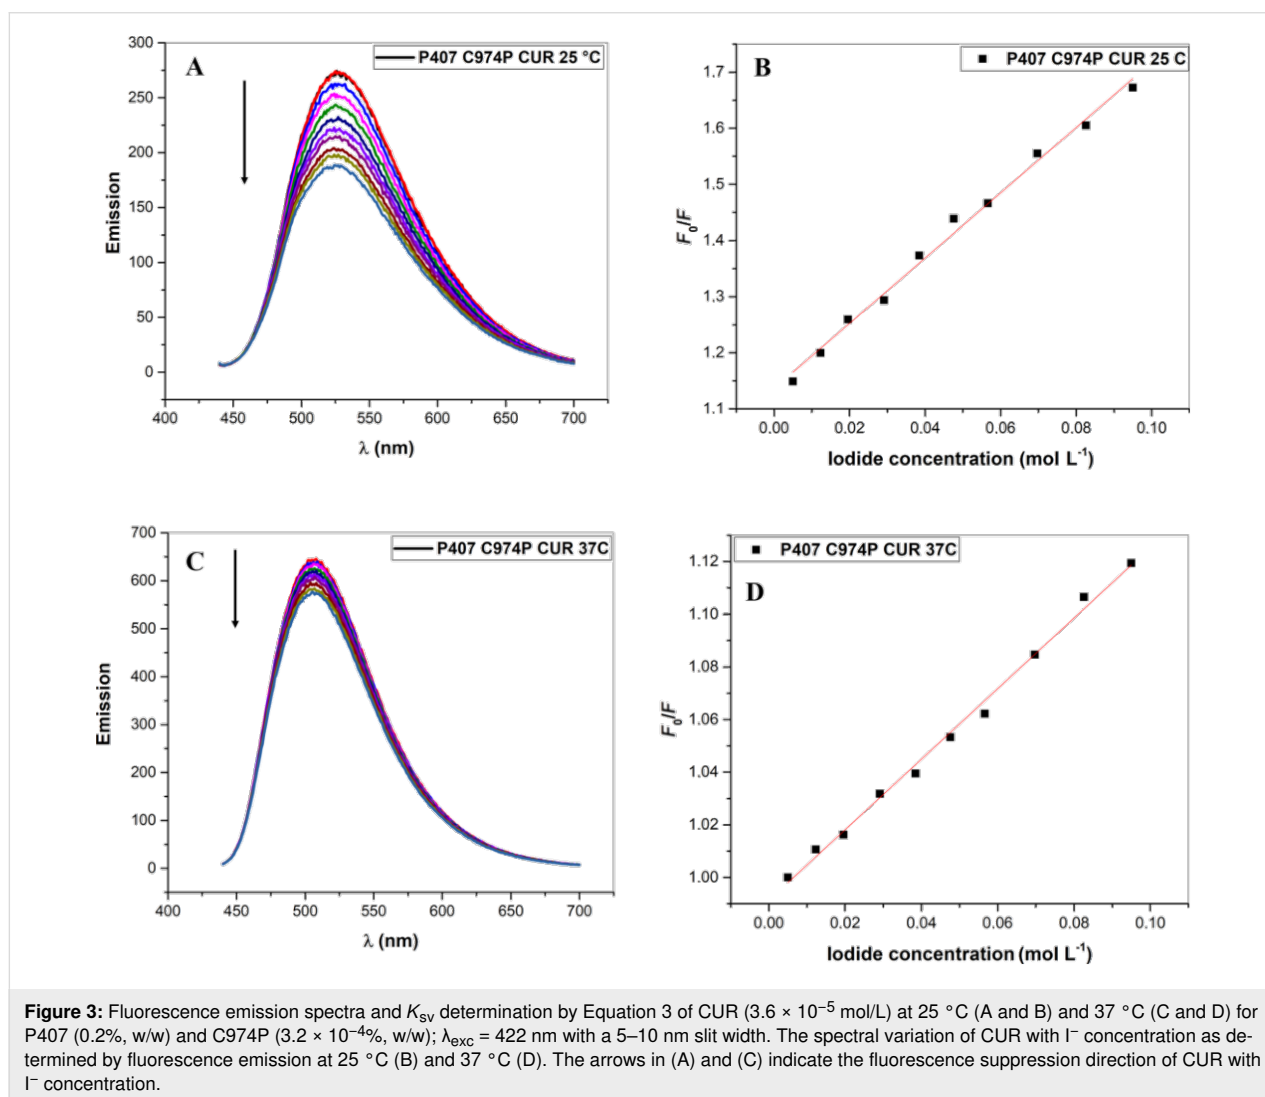 A
P407 C974P CUR 25 °C
300
250
200
150
100
50
0
Emission
400 450 500 550 600 650 700
λ (nm)
B
P407 C974P CUR 25 C
1.7
1.6
1.5
1.4
1.3
1.2
1.1
F0/F
0.00 0.02 0.04 0.06 0.08 0.10
Iodide concentration (mol L-1)
C
P407 C974P CUR 37C
700
600
500
400
300
200
100
0
Emission
400 450 500 550 600 650 700
λ (nm)
P407 C974P CUR 37C
D
1.12
1.10
1.08
1.06
1.04
1.02
1.00
F0/F
0.00 0.02 0.04 0.06 0.08 0.10
Iodide concentration (mol L-1)
Figure 3: Fluorescence emission spectra and Ksv determination by Equation 3 of CUR (3.6 × 10−5 mol/L) at 25 °C (A and B) and 37 °C (C and D) for
P407 (0.2%, w/w) and C974P (3.2 × 10−4%, w/w); λexc = 422 nm with a 5–10 nm slit width. The spectral variation of CUR with I− concentration as de-
termined by fluorescence emission at 25 °C (B) and 37 °C (D). The arrows in (A) and (C) indicate the fluorescence suppression direction of CUR with
I− concentration.